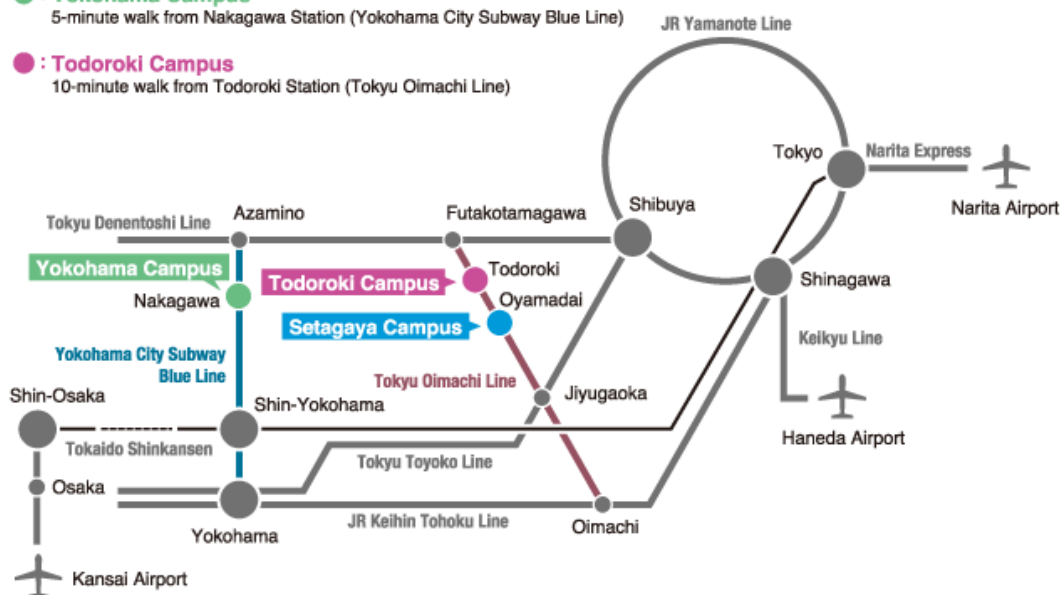 : Yokohama Campus
5-minute walk from Nakagawa Station (Yokohama City Subway Blue Line)
: Todoroki Campus
10-minute walk from Todoroki Station (Tokyu Oimachi Line)
JR Yamanote Line
Tokyo
Narita Express
Narita Airport
Shibuya
Tokyu Denentoshi Line
Azamino
Futakotamagawa
Yokohama Campus
Nakagawa
Todoroki Campus
Todoroki
Oyamadai
Setagaya Campus
Shinagawa
Keikyu Line
Haneda Airport
Yokohama City Subway
Blue Line
Tokyu Oimachi Line
Jiyugaoka
Shin-Osaka
Shin-Yokohama
Tokaido Shinkansen
Tokyu Toyoko Line
Osaka
Yokohama
JR Keihin Tohoku Line
Oimachi
Kansai Airport